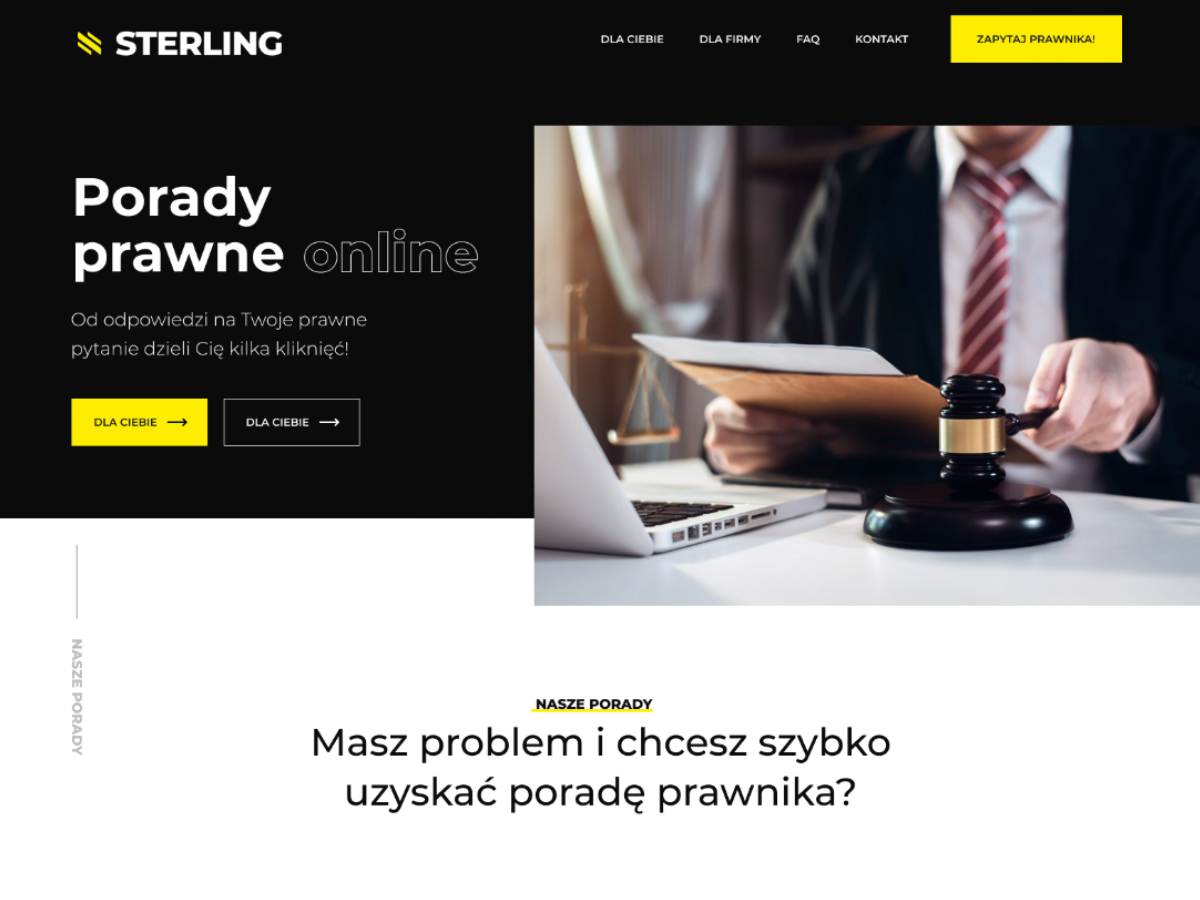 STERLING
DLA CIEBIE
DLA FIRMY
FAQ
KONTAKT
ZAPYTAJ PRAWNIKA!
Porady
prawne online
Od odpowiedzi na Twoje prawne
pytanie dzieli Cię kilka kliknięć!
DLA CIEBIE
DLA CIEBIE
NASZE PORADY
NASZE PORADY
Masz problem i chcesz szybko
uzyskać poradę prawnika?